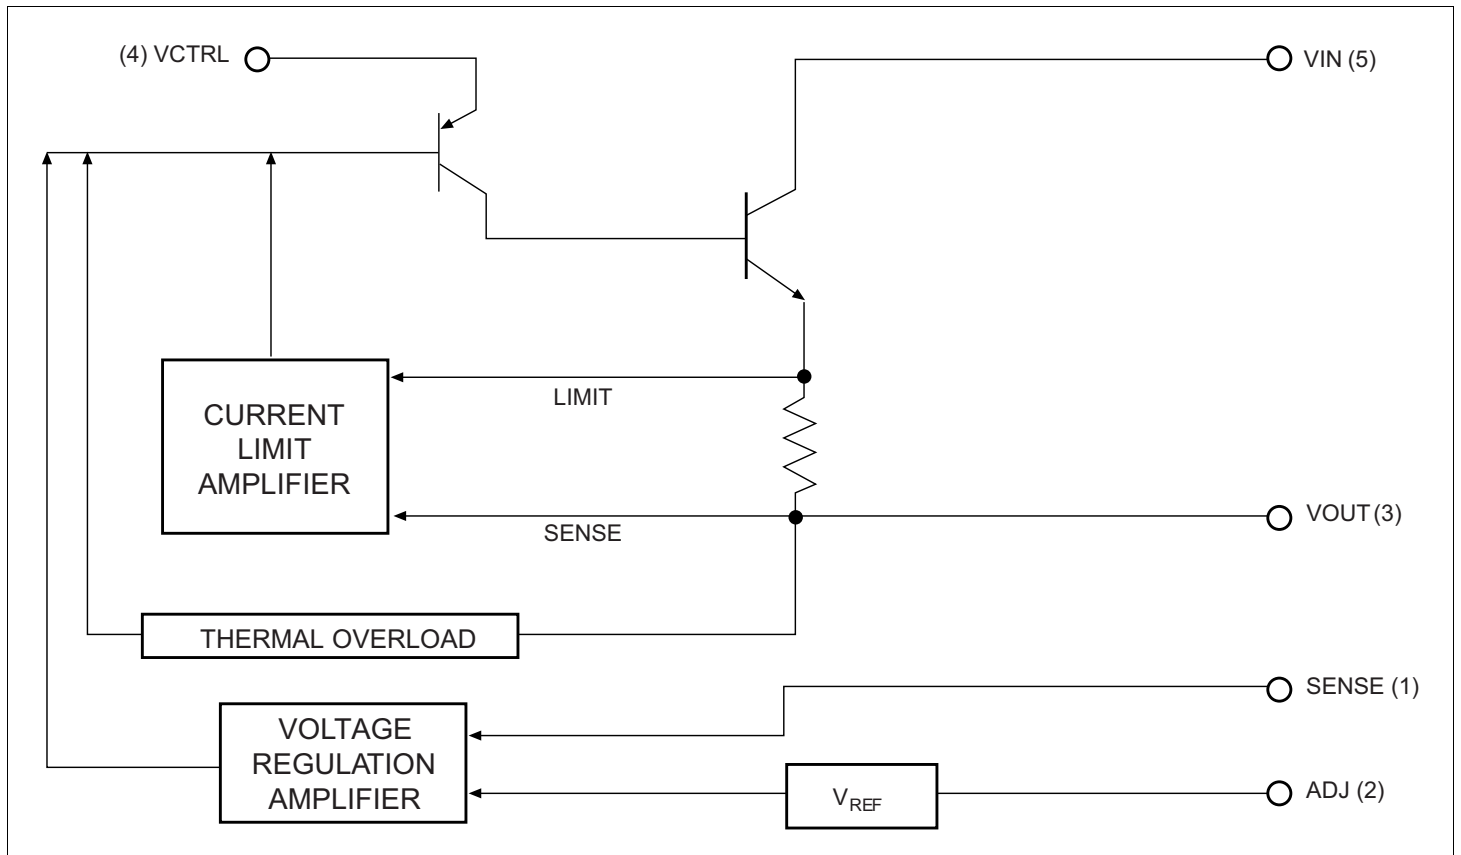 (4) VCTRL
VIN (5)
LIMIT
CURRENT
LIMIT
AMPLIFIER
SENSE
VOUT (3)
THERMAL OVERLOAD
SENSE (1)
VOLTAGE
REGULATION
AMPLIFIER
VREF
ADJ (2)